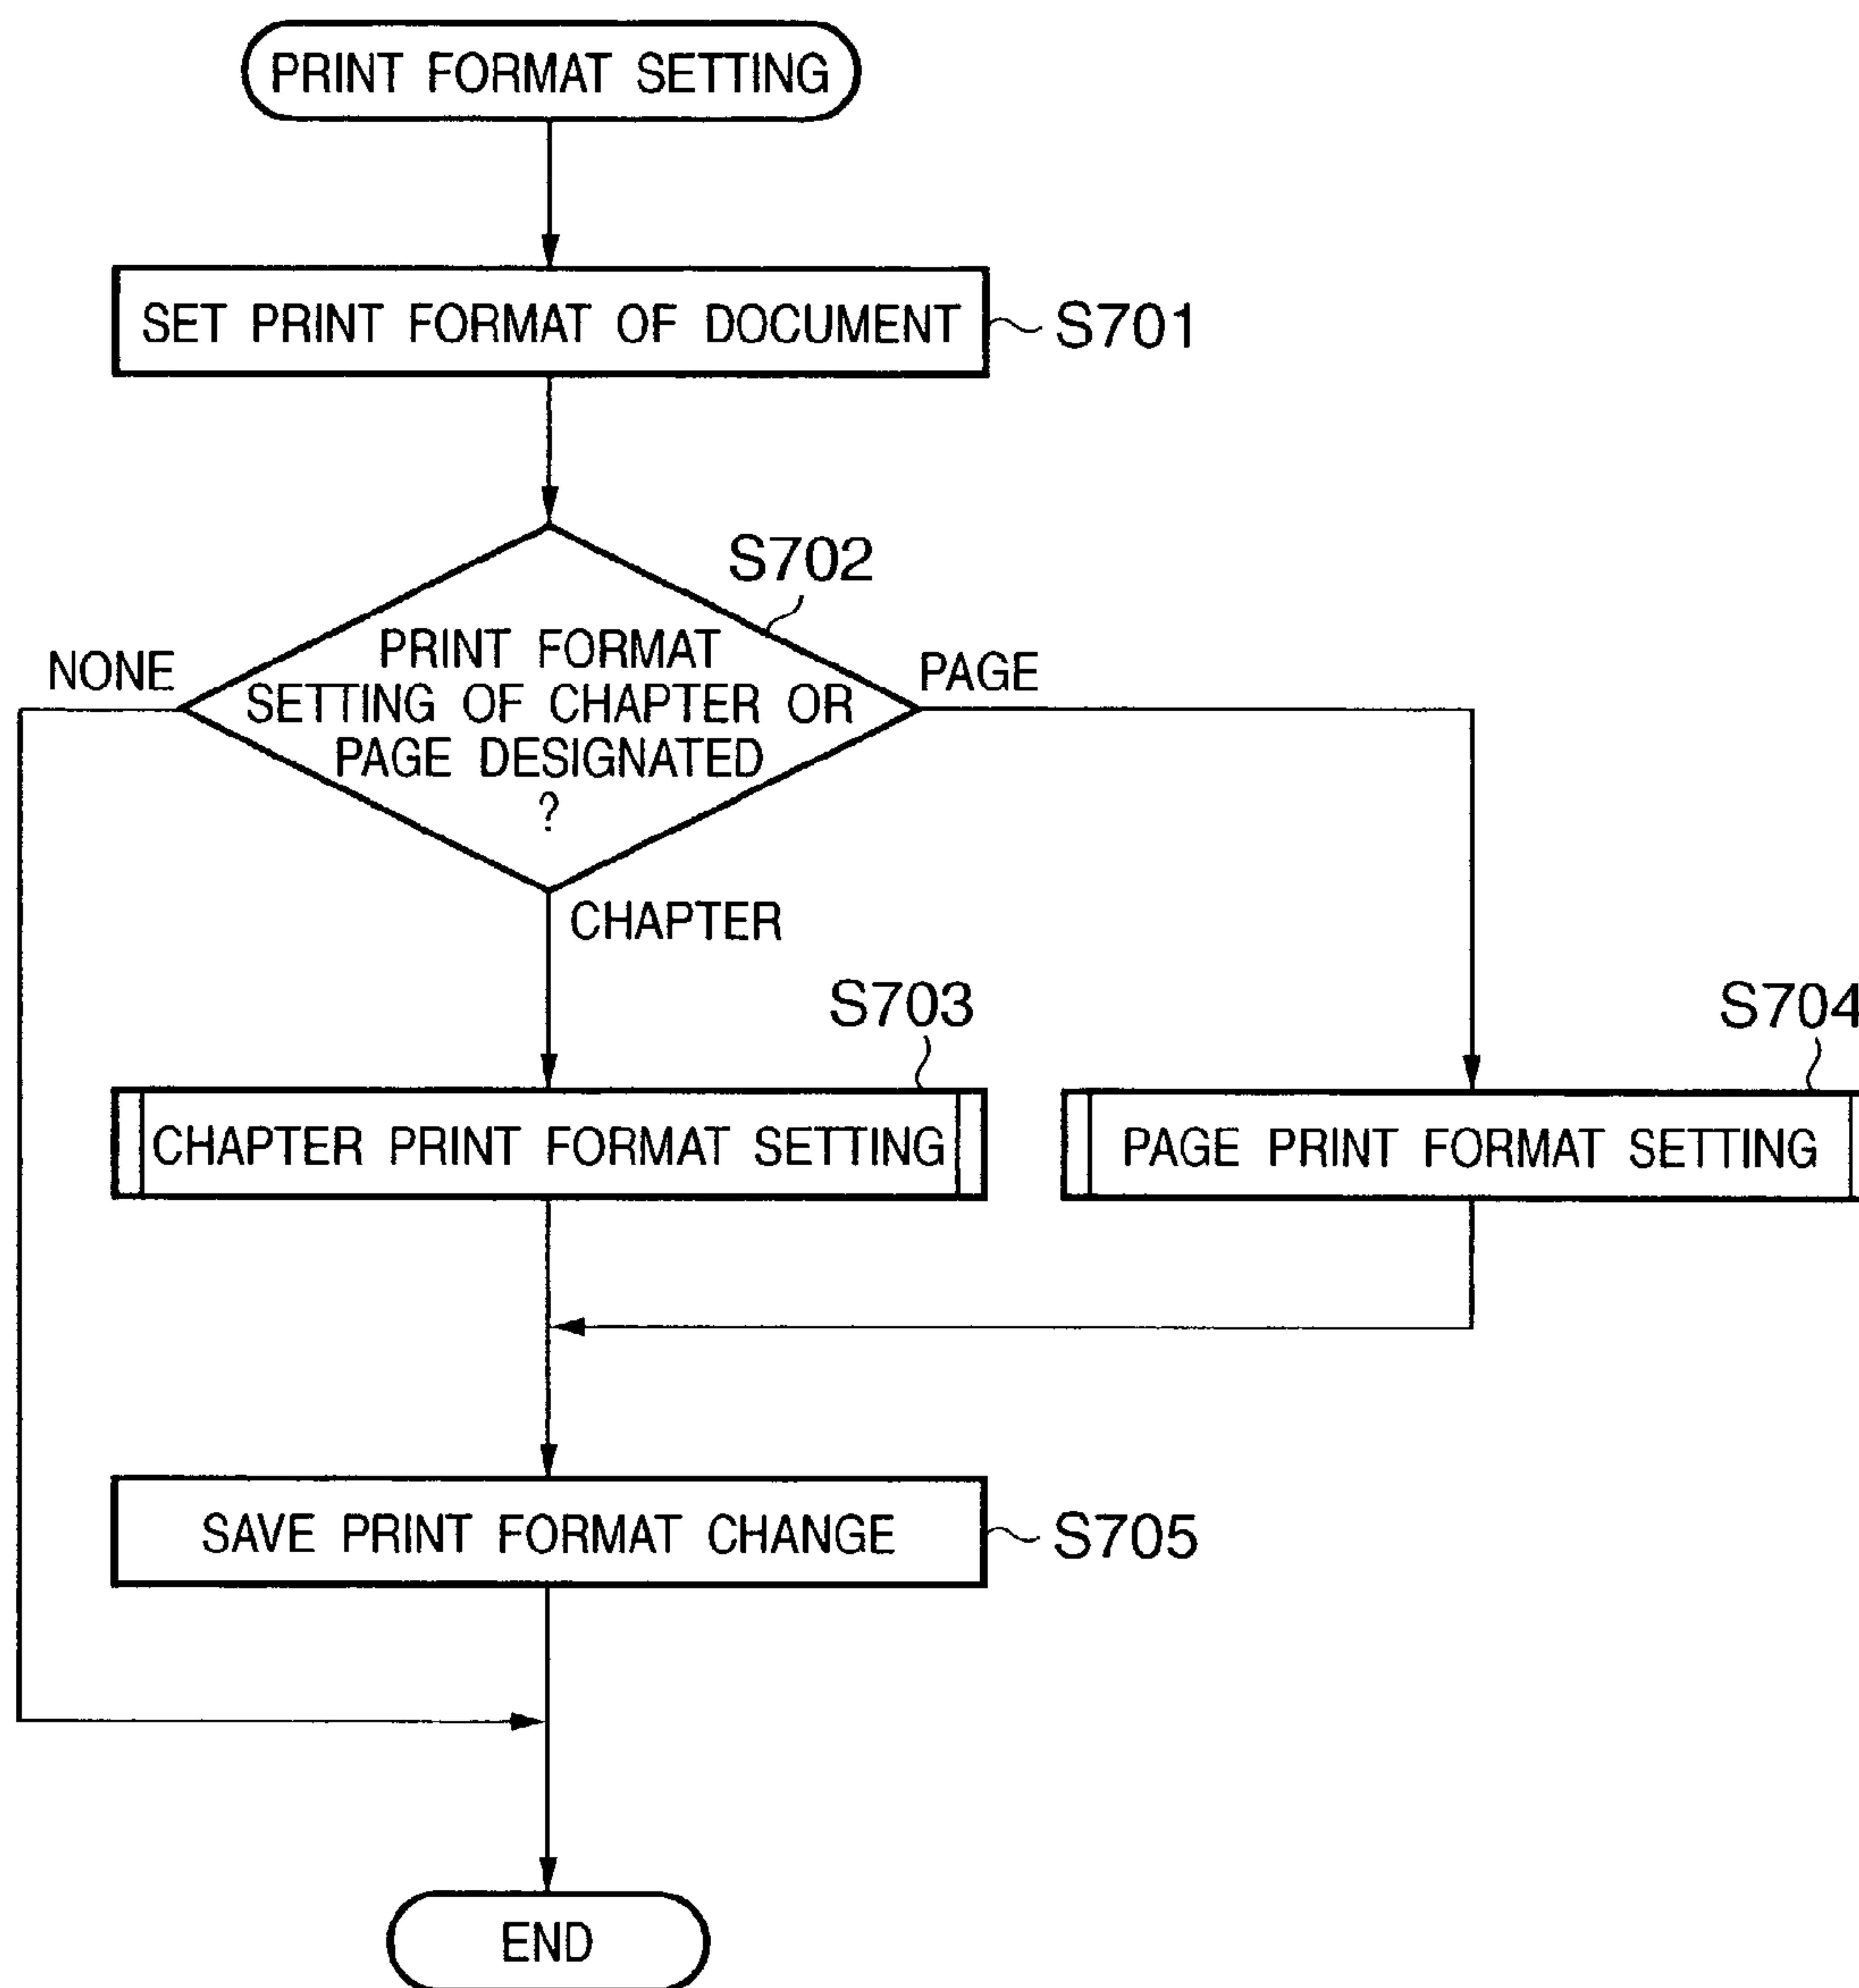 PRINT FORMAT SETTING
SET PRINT FORMAT OF DOCUMENT
S701
S702
PRINT FORMAT
SETTING OF CHAPTER OR
PAGE DESIGNATED
?
NONE
PAGE
CHAPTER
S703
S704
CHAPTER PRINT FORMAT SETTING
PAGE PRINT FORMAT SETTING
SAVE PRINT FORMAT CHANGE
S705
END